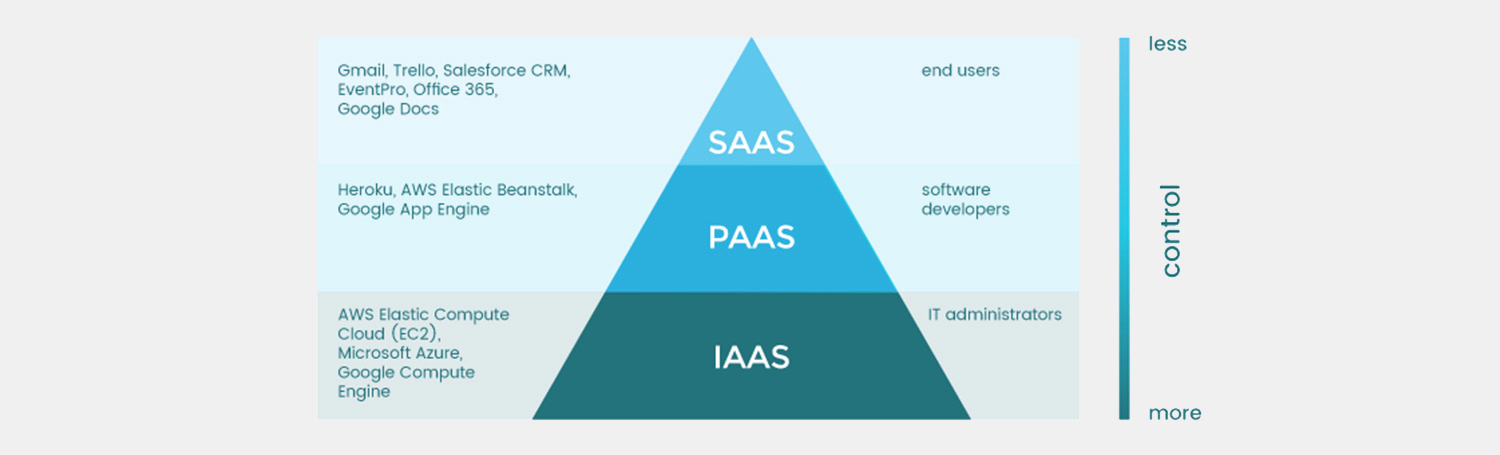 Gmail, Trello, Salesforce CRM,
EventPro, Office 365,
Google Docs
SAAS
end users
Heroku, AWS Elastic Beanstalk,
Google App Engine
PAAS
software
developers
AWS Elastic Compute
Cloud (EC2),
Microsoft Azure,
Google Compute
Engine
IAAS
IT administrators
less
control
more